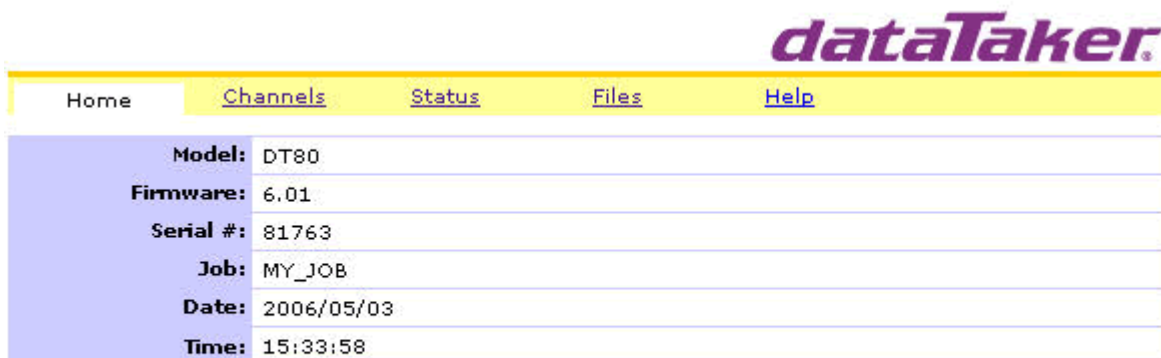 dataTaker®
Home Channels Status Files Help
Model: DT80
Firmware: 6.01
Serial #: 81763
Job: MY_JOB
Date: 2006/05/03
Time: 15:33:58